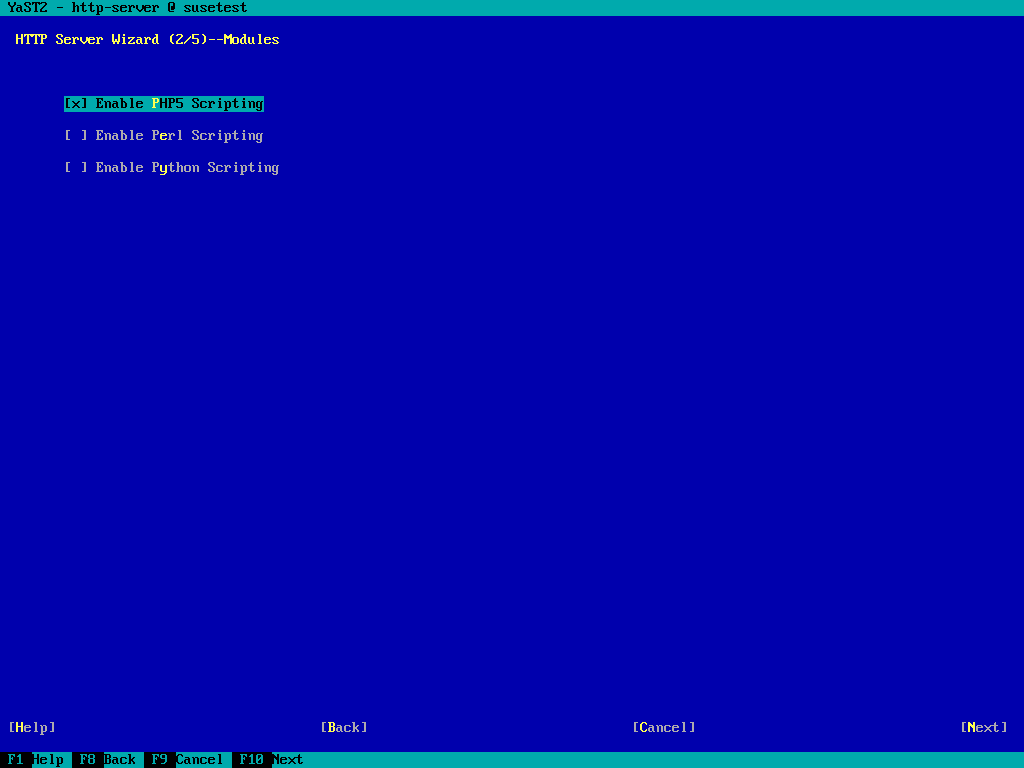 YaST2 - http-server @ susetest
HTTP Server Wizard (2/5)--Modules
[x] Enable PHP5 Scripting
[ ] Enable Perl Scripting
[ ] Enable Python Scripting
[Help] [Back] [Cancel] [Next]
F1 Help F8 Back F9 Cancel F10 Next